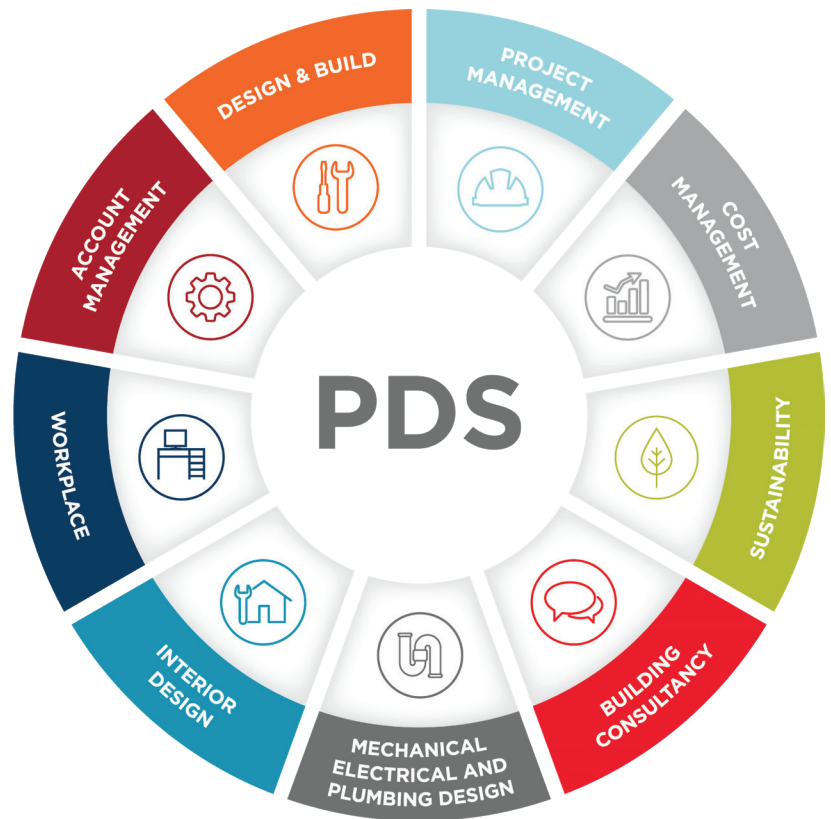 PDS
PROJECT
MANAGEMENT
COST
MANAGEMENT
SUSTAINABILITY
BUILDING
CONSULTANCY
MECHANICAL
ELECTRICAL AND
PLUMBING DESIGN
INTERIOR
DESIGN
WORKPLACE
ACCOUNT
MANAGEMENT
DESIGN & BUILD